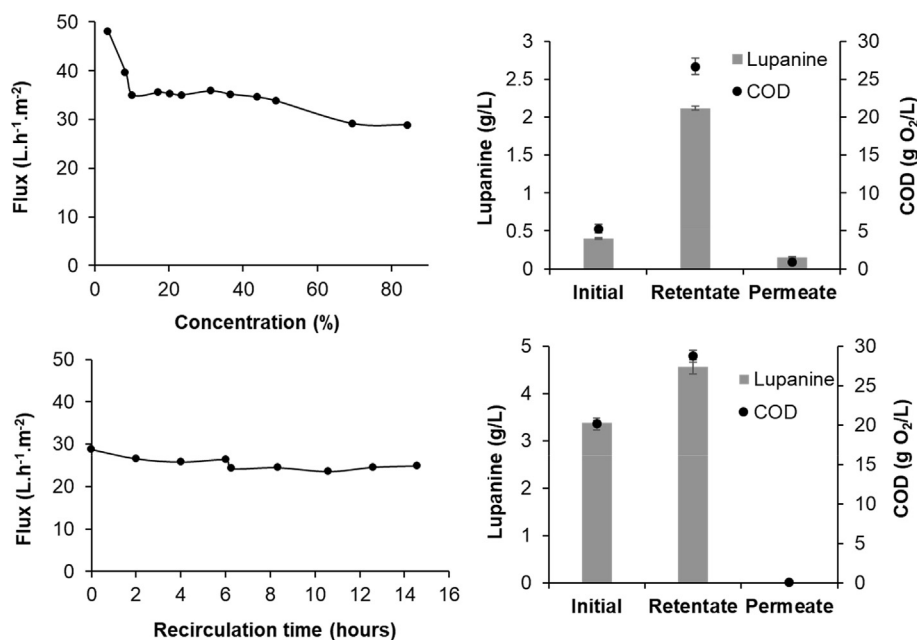 50
40
30
20
10
0
Flux (L.h⁻¹.m⁻²)
0 20 40 60 80
Concentration (%)
3
2.5
2
1.5
1
0.5
0
Lupanine (g/L)
30
25
20
15
10
5
0
COD (g O₂/L)
Lupanine
COD
Initial Retentate Permeate
50
40
30
20
10
0
Flux (L.h⁻¹.m⁻²)
0 2 4 6 8 10 12 14 16
Recirculation time (hours)
5
4
3
2
1
0
Lupanine (g/L)
30
25
20
15
10
5
0
COD (g O₂/L)
Lupanine
COD
Initial Retentate Permeate